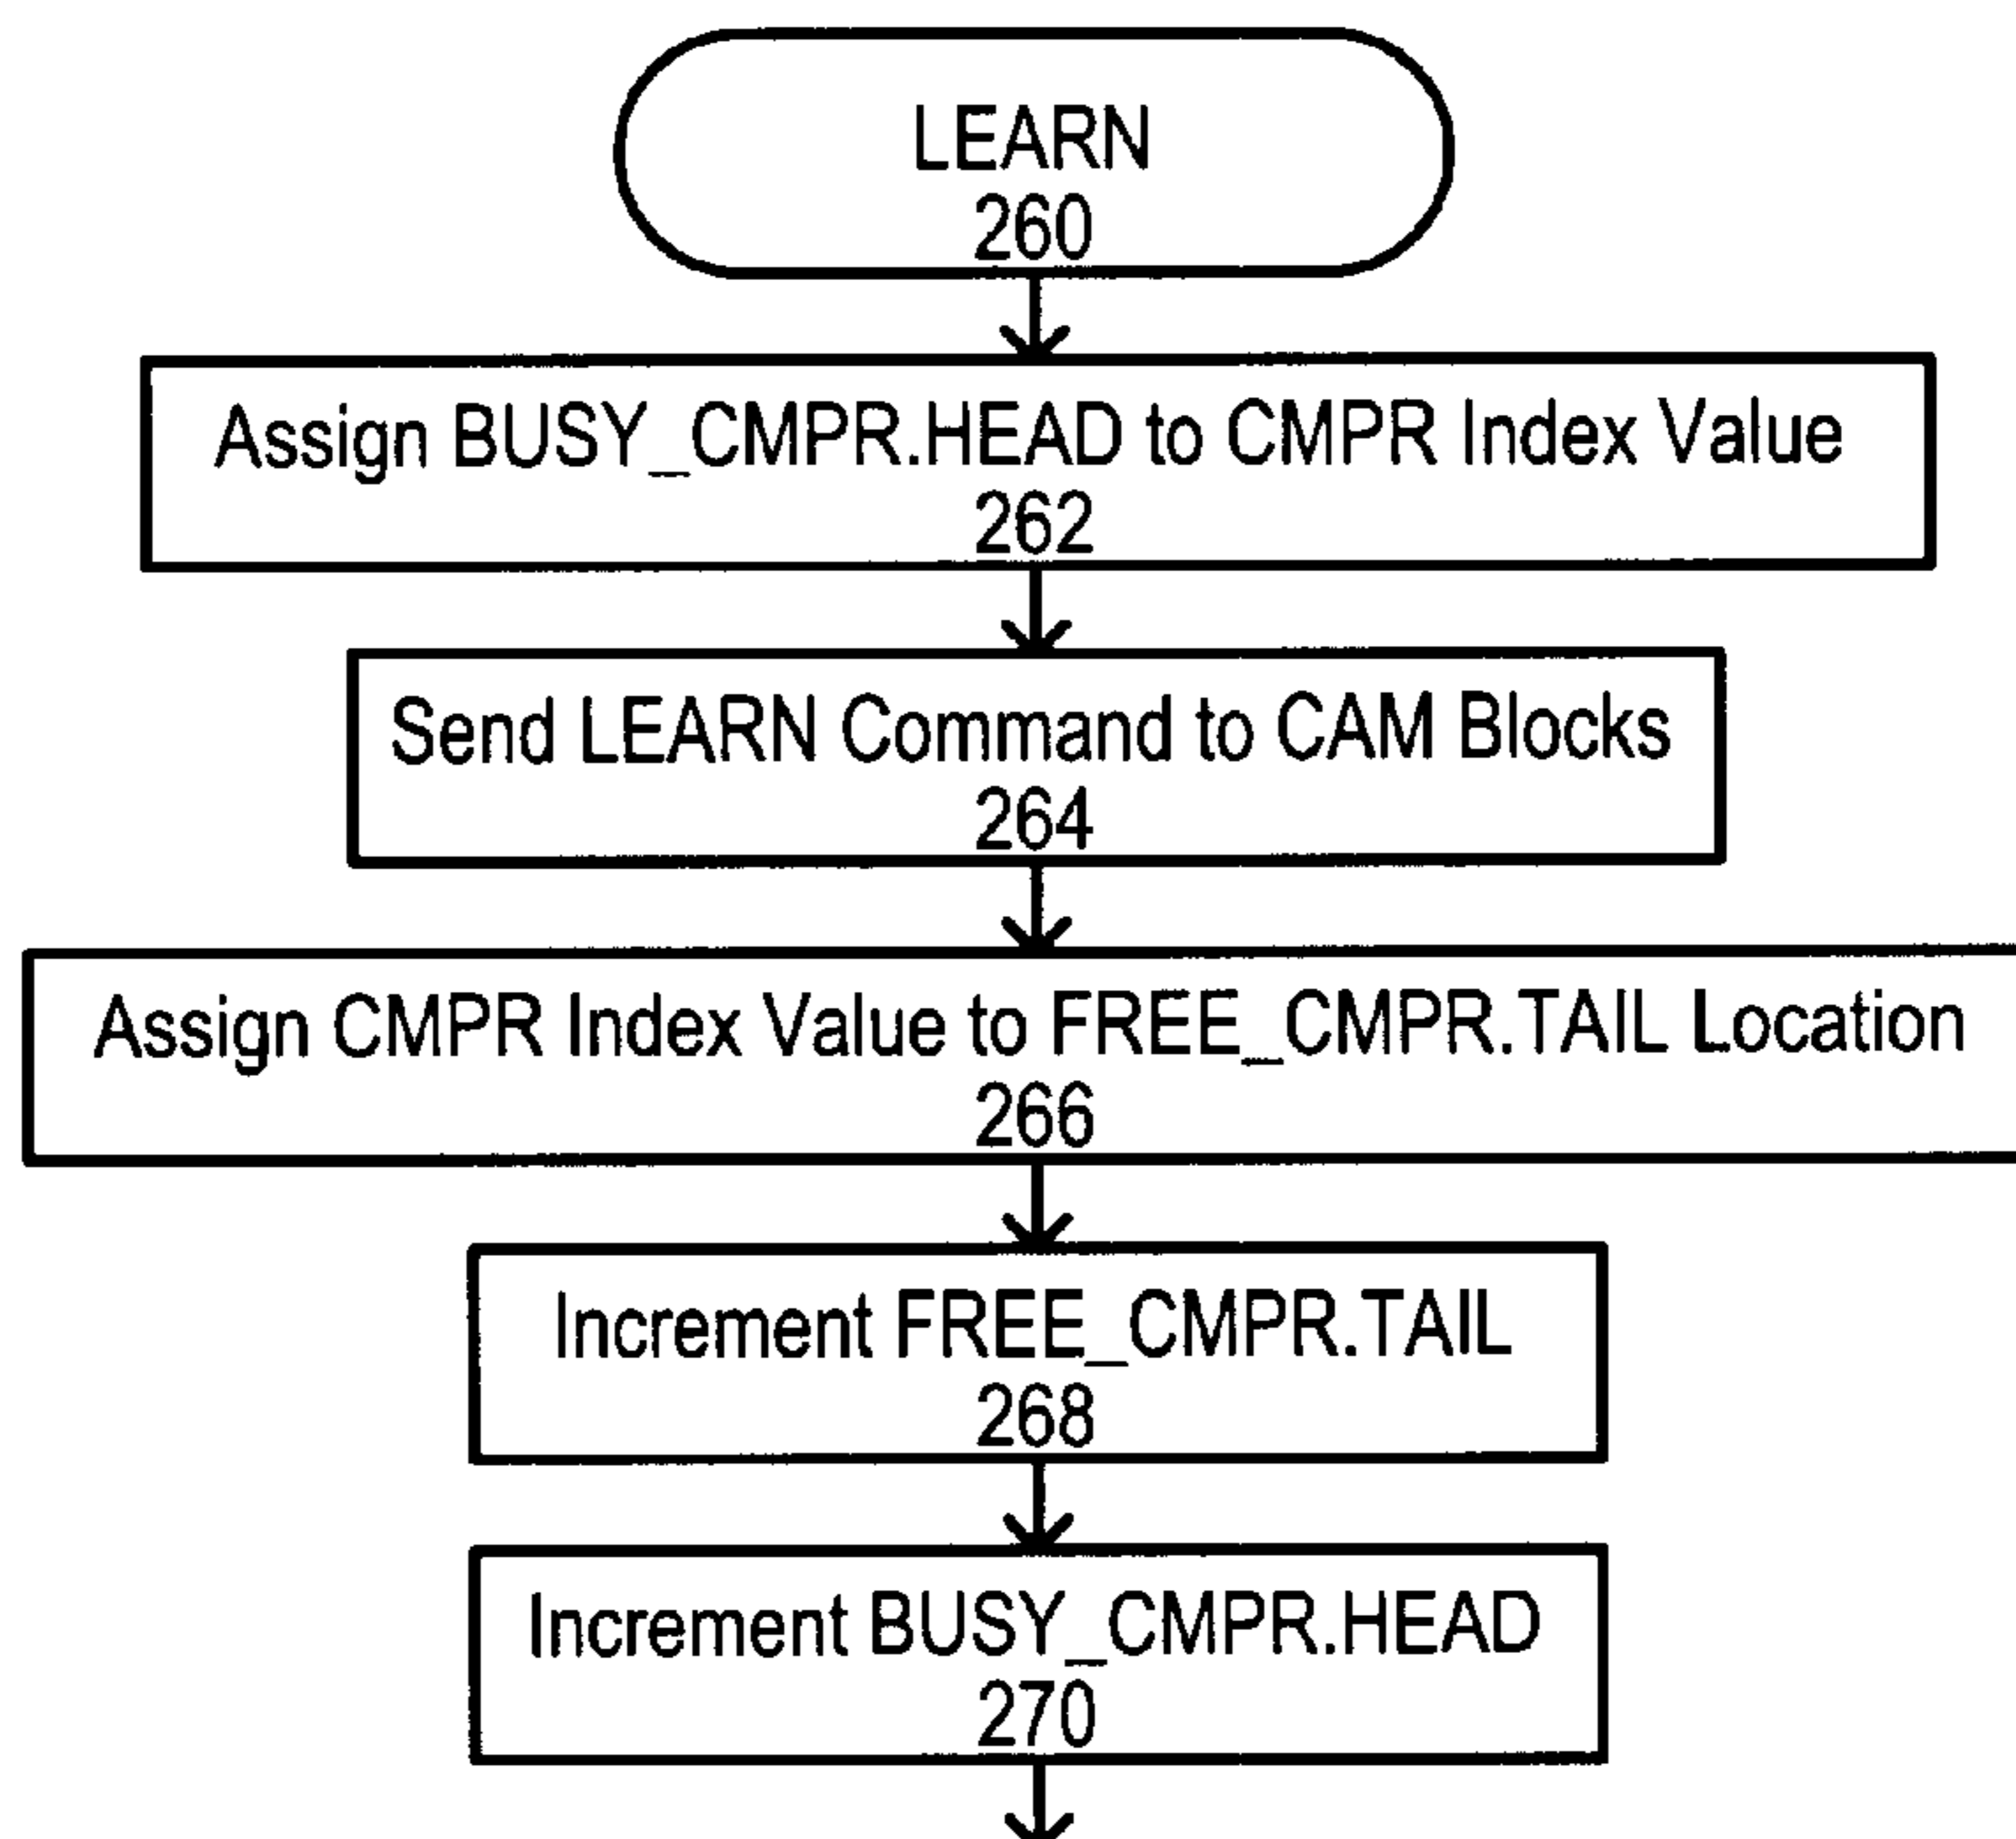 LEARN
260
Assign BUSY_CMPR.HEAD to CMPR Index Value
262
Send LEARN Command to CAM Blocks
264
Assign CMPR Index Value to FREE_CMPR.TAIL Location
266
Increment FREE_CMPR.TAIL
268
Increment BUSY_CMPR.HEAD
270